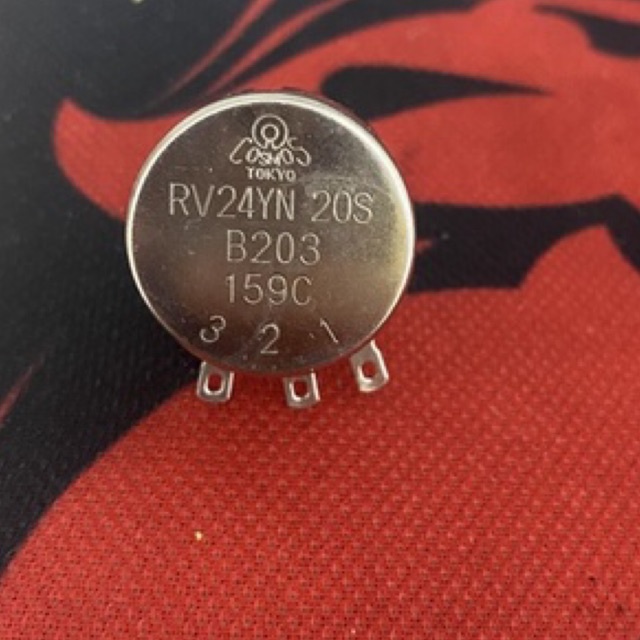 COSMOS
TOKYO
RV24YN 20S
B203
159C
3 2 1